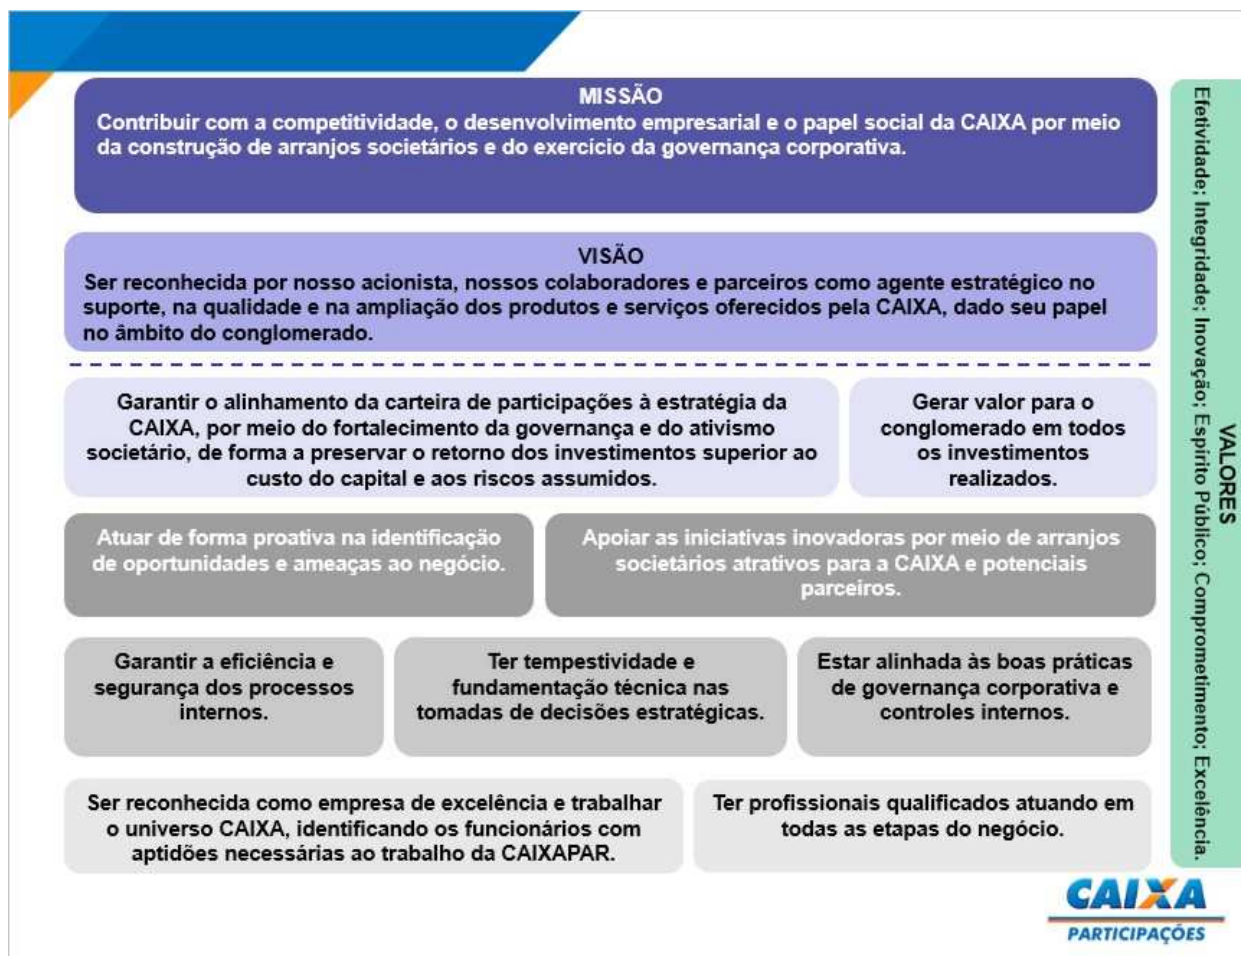 MISSÃO
Contribuir com a competitividade, o desenvolvimento empresarial e o papel social da CAIXA por meio
da construção de arranjos societários e do exercício da governança corporativa.
VISÃO
Ser reconhecida por nosso acionista, nossos colaboradores e parceiros como agente estratégico no
suporte, na qualidade e na ampliação dos produtos e serviços oferecidos pela CAIXA, dado seu papel
no âmbito do conglomerado.
Garantir o alinhamento da carteira de participações à estratégia da
CAIXA, por meio do fortalecimento da governança e do ativismo
societário, de forma a preservar o retorno dos investimentos superior ao
custo do capital e aos riscos assumidos.
Gerar valor para o
conglomerado em todos
os investimentos
realizados.
Atuar de forma proativa na identificação
de oportunidades e ameaças ao negócio.
Apoiar as iniciativas inovadoras por meio de arranjos
societários atrativos para a CAIXA e potenciais
parceiros.
Garantir a eficiência e
segurança dos processos
internos.
Ter tempestividade e
fundamentação técnica nas
tomadas de decisões estratégicas.
Estar alinhada às boas práticas
de governança corporativa e
controles internos.
Ser reconhecida como empresa de excelência e trabalhar
o universo CAIXA, identificando os funcionários com
aptidões necessárias ao trabalho da CAIXAPAR.
Ter profissionais qualificados atuando em
todas as etapas do negócio.
VALORES
Efetividade; Integridade; Inovação; Espírito Público; Comprometimento; Excelência.
CAIXA
PARTICIPAÇÕES